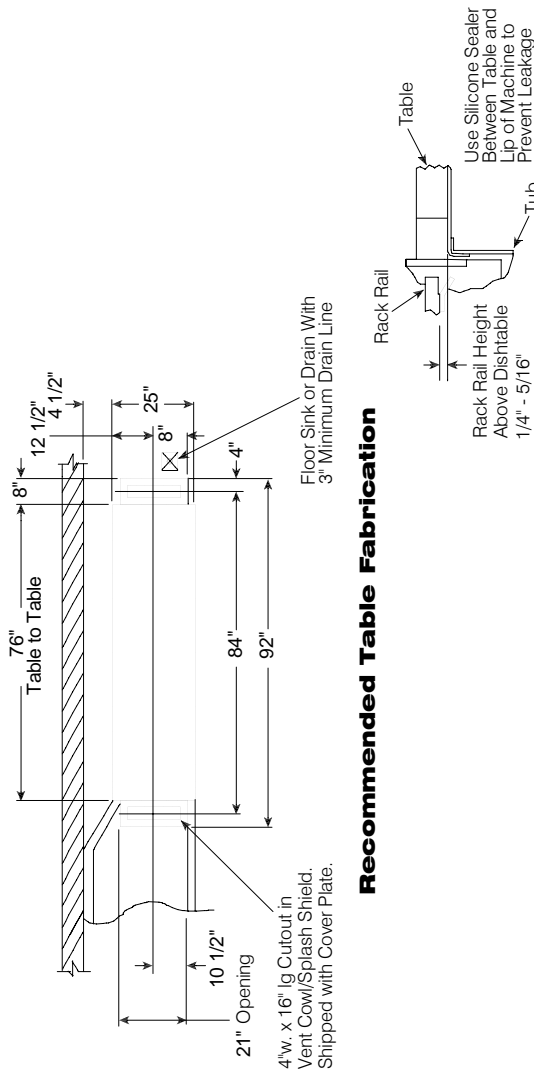 76"
Table to Table
8"
12 1/2"
4 1/2"
25"
8"
4"
84"
92"
10 1/2"
21" Opening
4"w. x 16" lg Cutout in
Vent Cowl/Splash Shield.
Shipped with Cover Plate.
Floor Sink or Drain With
3" Minimum Drain Line
Recommended Table Fabrication
Rack Rail
Table
Rack Rail Height
Above Dishtable
1/4" - 5/16"
Use Silicone Sealer
Between Table and
Lip of Machine to
Prevent Leakage
Tub